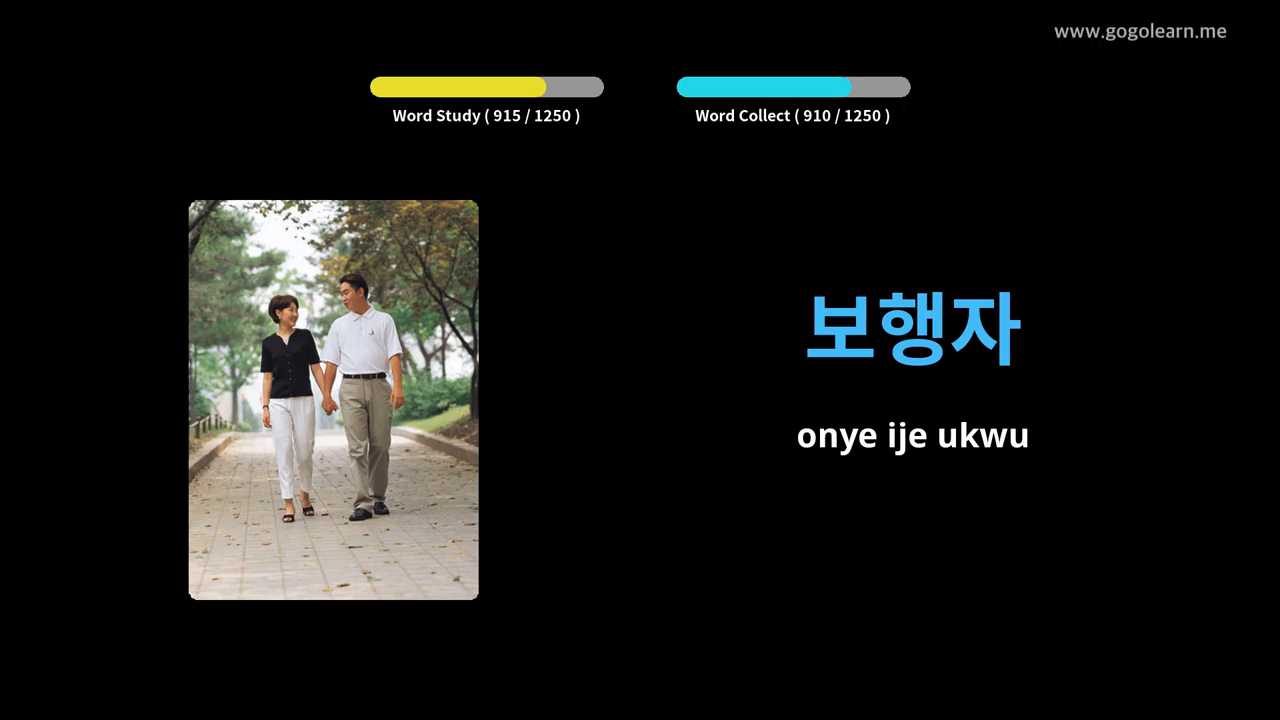 www.gogolearn.me
Word Study ( 915 / 1250 )
Word Collect ( 910 / 1250 )
보행자
onye ije ukwu